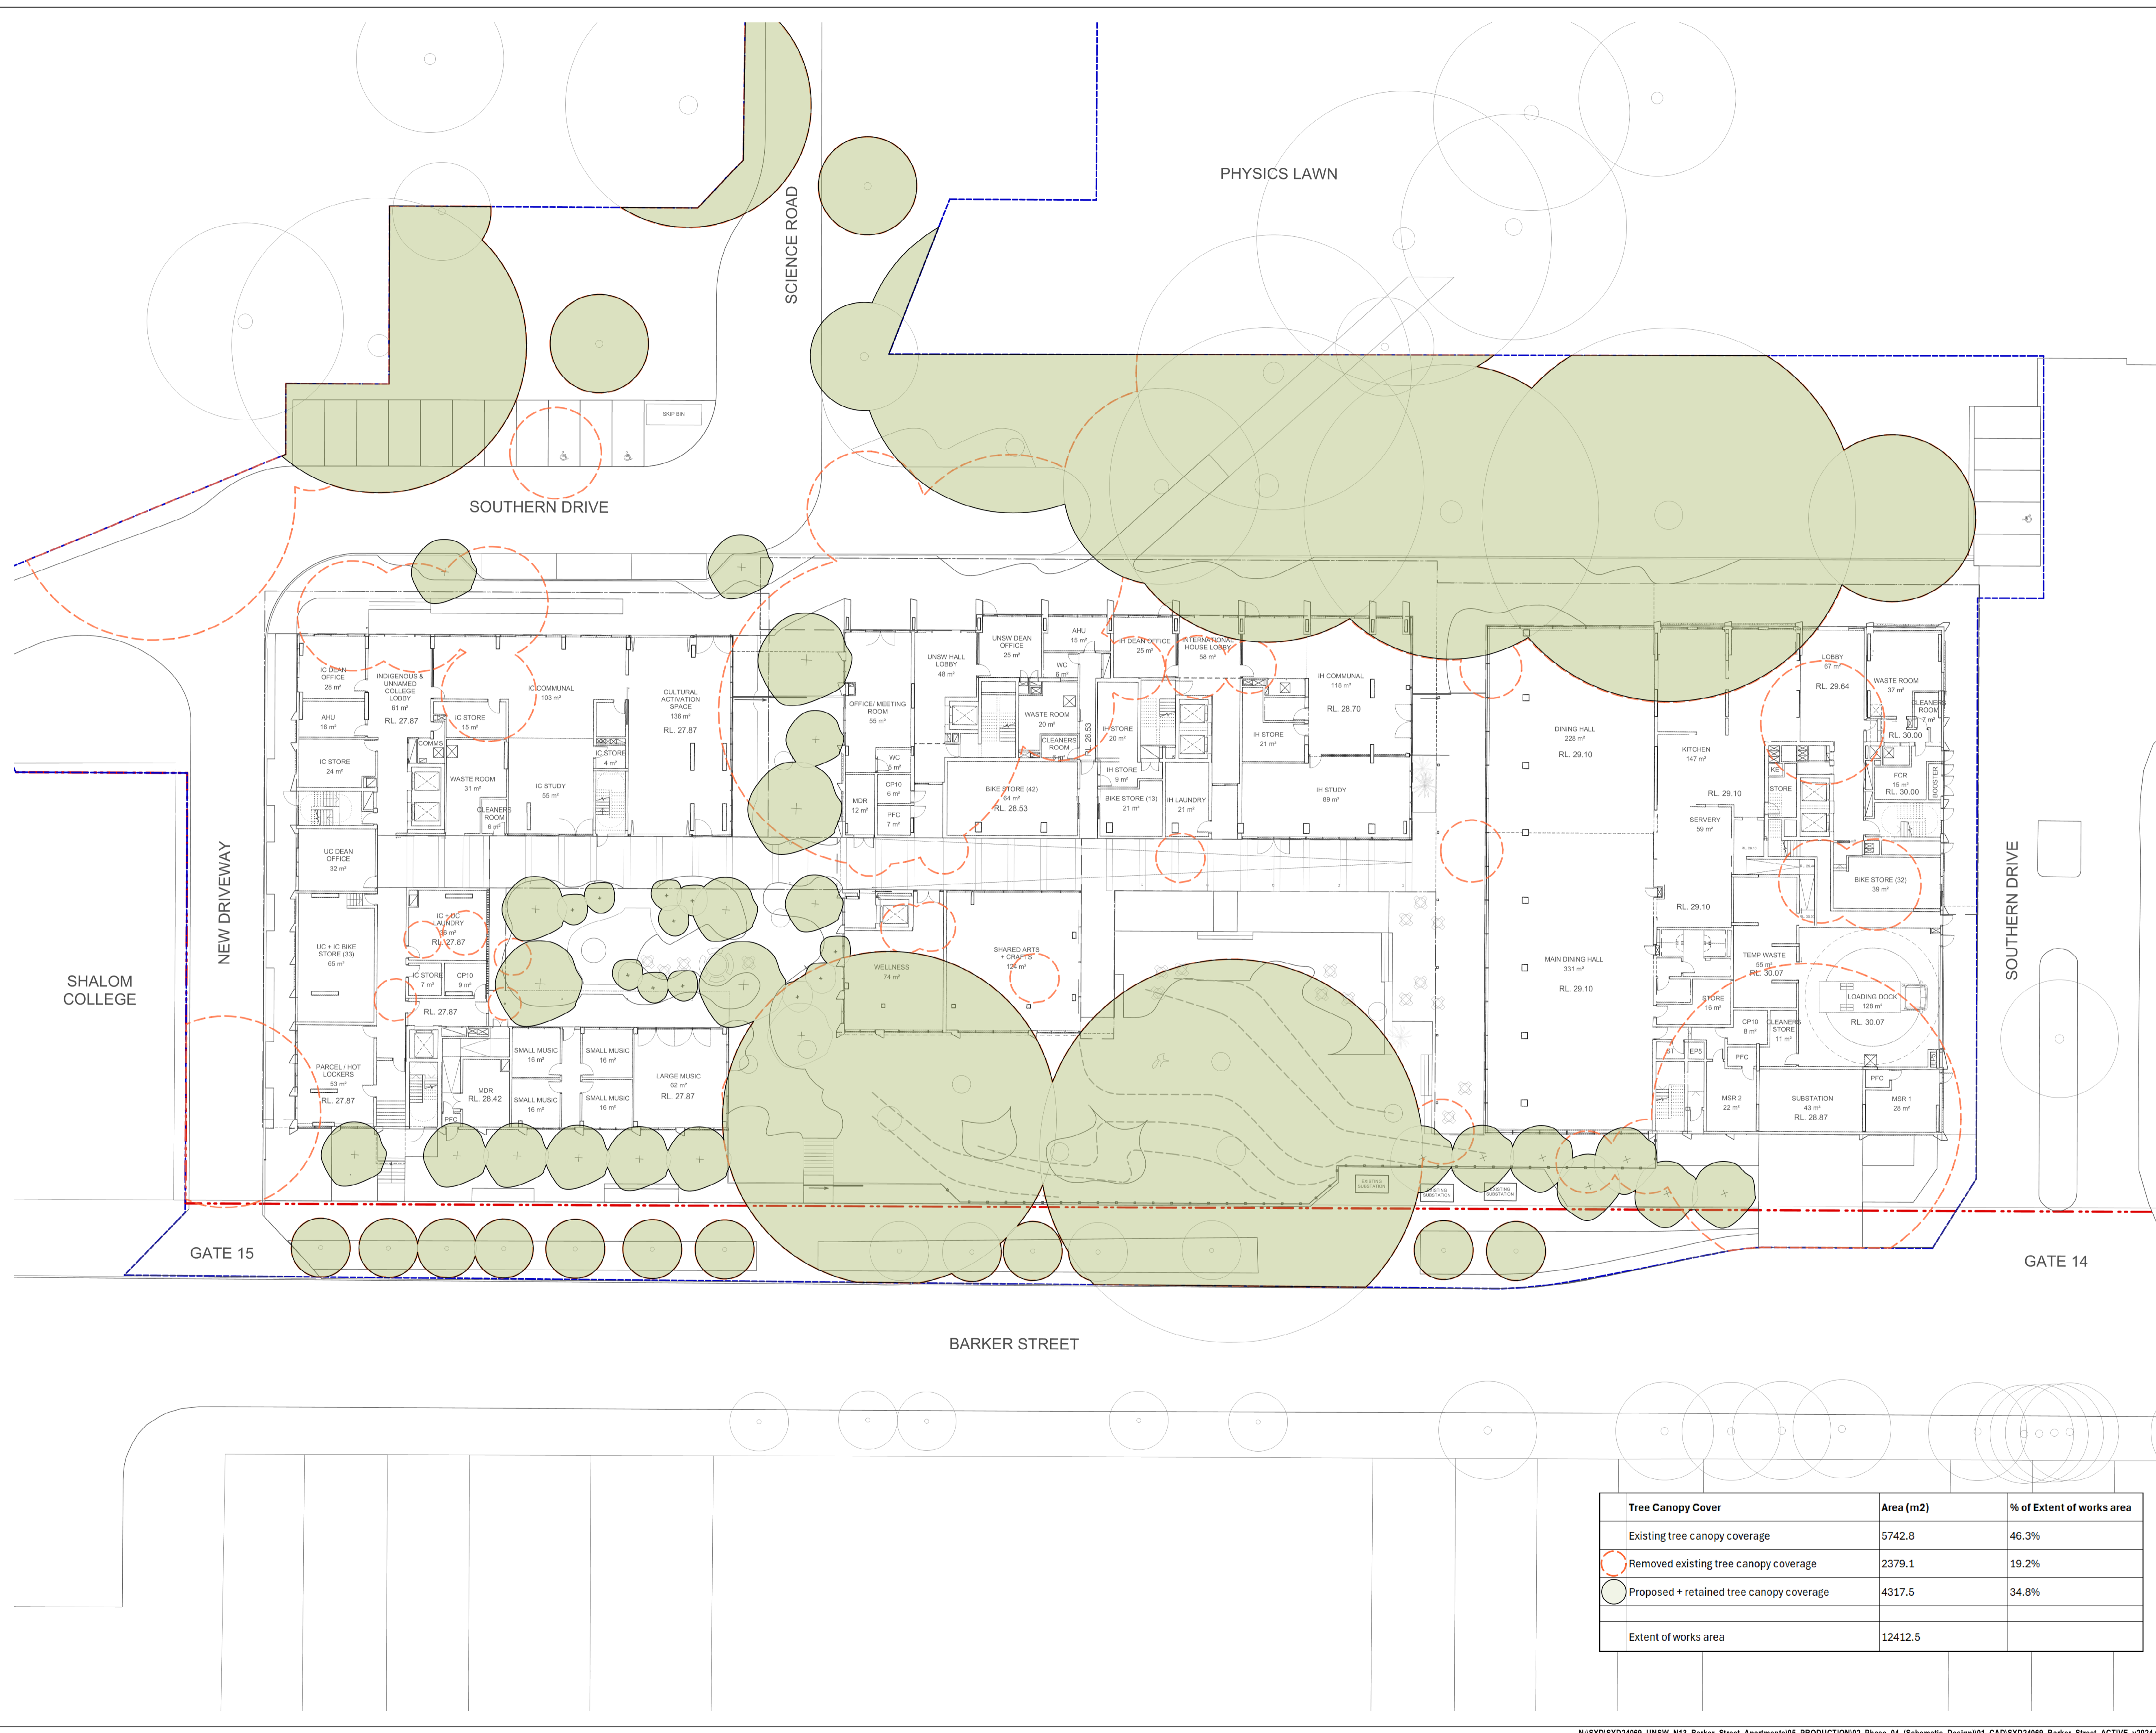 PHYSICS LAWN
SCIENCE ROAD
SKIP BIN
SOUTHERN DRIVE
IC DEAN
OFFICE
28 m²
INDIGENOUS &
UNNAMED
COLLEGE
LOBBY
61 m²
RL. 27.87
AHU
16 m²
IC STORE
24 m²
COMMS
IC COMMUNAL
103 m²
IC STORE
15 m²
CULTURAL
ACTIVATION
SPACE
136 m²
RL. 27.87
IC STORE
4 m²
WASTE ROOM
31 m²
CLEANERS
ROOM
6 m²
IC STUDY
55 m²
UC DEAN
OFFICE
32 m²
UC + IC BIKE
STORE (33)
65 m²
IC + UC
LAUNDRY
36 m²
RL. 27.87
IC STORE
7 m²
CP10
9 m²
RL. 27.87
PARCEL / HOT
LOCKERS
53 m²
RL. 27.87
MDR
RL. 28.42
PFC
SMALL MUSIC
16 m²
SMALL MUSIC
16 m²
SMALL MUSIC
16 m²
SMALL MUSIC
16 m²
LARGE MUSIC
62 m²
RL. 27.87
NEW DRIVEWAY
SHALOM
COLLEGE
OFFICE/ MEETING
ROOM
55 m²
UNSW HALL
LOBBY
48 m²
UNSW DEAN
OFFICE
25 m²
AHU
15 m²
WC
6 m²
IH DEAN OFFICE
25 m²
INTERNATIONAL
HOUSE LOBBY
58 m²
IH COMMUNAL
118 m²
RL. 28.70
WASTE ROOM
20 m²
CLEANERS
ROOM
RL. 28.53
IH STORE
20 m²
IH STORE
21 m²
WC
5 m²
CP10
6 m²
PFC
7 m²
MDR
12 m²
BIKE STORE (42)
64 m²
RL. 28.53
IH STORE
9 m²
BIKE STORE (13)
21 m²
IH LAUNDRY
21 m²
IH STUDY
89 m²
WELLNESS
74 m²
SHARED ARTS
+ CRAFTS
124 m²
DINING HALL
228 m²
RL. 29.10
MAIN DINING HALL
331 m²
RL. 29.10
KITCHEN
147 m²
RL. 29.10
SERVERY
59 m²
RL. 29.10
LOBBY
67 m²
RL. 29.64
WASTE ROOM
37 m²
CLEANERS
ROOM
7 m²
RL. 30.00
FCR
15 m²
RL. 30.00
BOOSTER
STORE
BIKE STORE (32)
39 m²
TEMP WASTE
55 m²
RL. 30.07
STORE
16 m²
CP10
8 m²
CLEANERS
STORE
11 m²
LOADING DOCK
128 m²
RL. 30.07
ST
EPS
PFC
PFC
MSR 2
22 m²
SUBSTATION
43 m²
RL. 28.87
MSR 1
28 m²
SOUTHERN DRIVE
EXISTING
SUBSTATION
EXISTING
SUBSTATION
EXISTING
SUBSTATION
GATE 15
GATE 14
BARKER STREET
Tree Canopy Cover Area (m2) % of Extent of works area
Existing tree canopy coverage 5742.8 46.3%
Removed existing tree canopy coverage 2379.1 19.2%
Proposed + retained tree canopy coverage 4317.5 34.8%
Extent of works area 12412.5